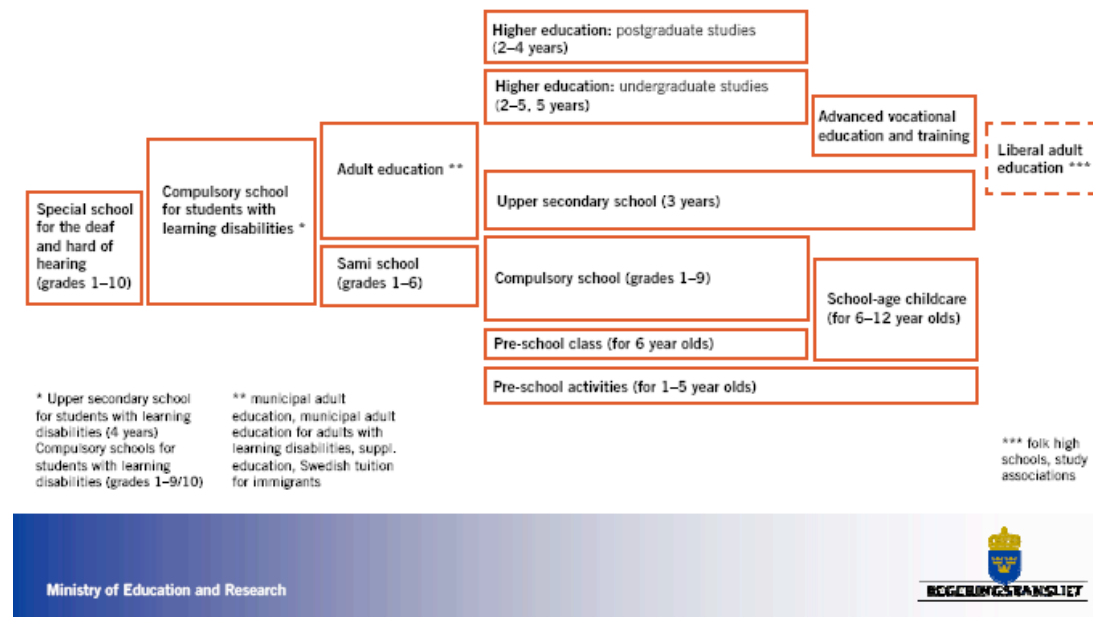 Higher education: postgraduate studies
(2–4 years)
Higher education: undergraduate studies
(2–5, 5 years)
Advanced vocational
education and training
Liberal adult
education ***
Adult education **
Compulsory school
for students with
learning disabilities *
Special school
for the deaf
and hard of
hearing
(grades 1–10)
Upper secondary school (3 years)
Sami school
(grades 1–6)
Compulsory school (grades 1–9)
School-age childcare
(for 6–12 year olds)
Pre-school class (for 6 year olds)
Pre-school activities (for 1–5 year olds)
* Upper secondary school
for students with learning
disabilities (4 years)
Compulsory schools for
students with learning
disabilities (grades 1–9/10)
** municipal adult
education, municipal adult
education for adults with
learning disabilities, suppl.
education, Swedish tuition
for immigrants
*** folk high
schools, study
associations
Ministry of Education and Research
REGERINGSKANSLIET